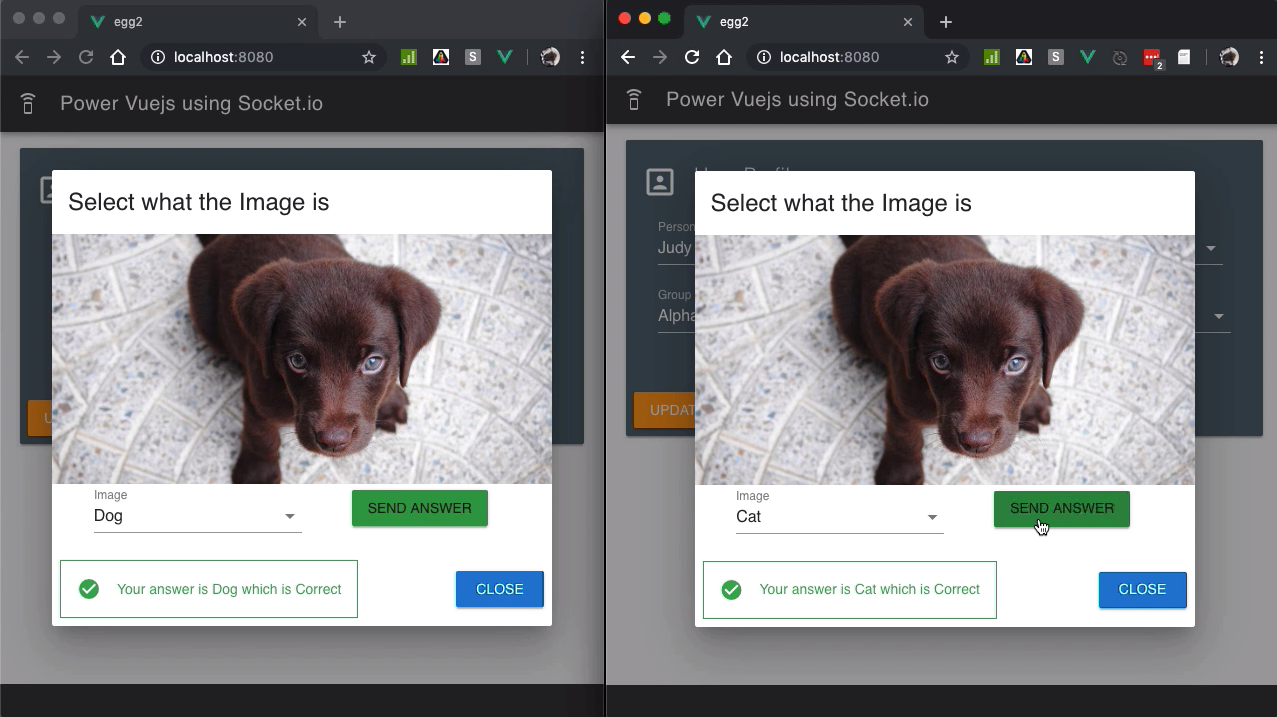 egg2
localhost:8080
S
Power Vuejs using Socket.io
Select what the Image is
Image
Dog
SEND ANSWER
Your answer is Dog which is Correct
CLOSE
egg2
localhost:8080
S
2
Power Vuejs using Socket.io
Select what the Image is
Person
Judy
Group
Alpha
UPDAT
Image
Cat
SEND ANSWER
Your answer is Cat which is Correct
CLOSE